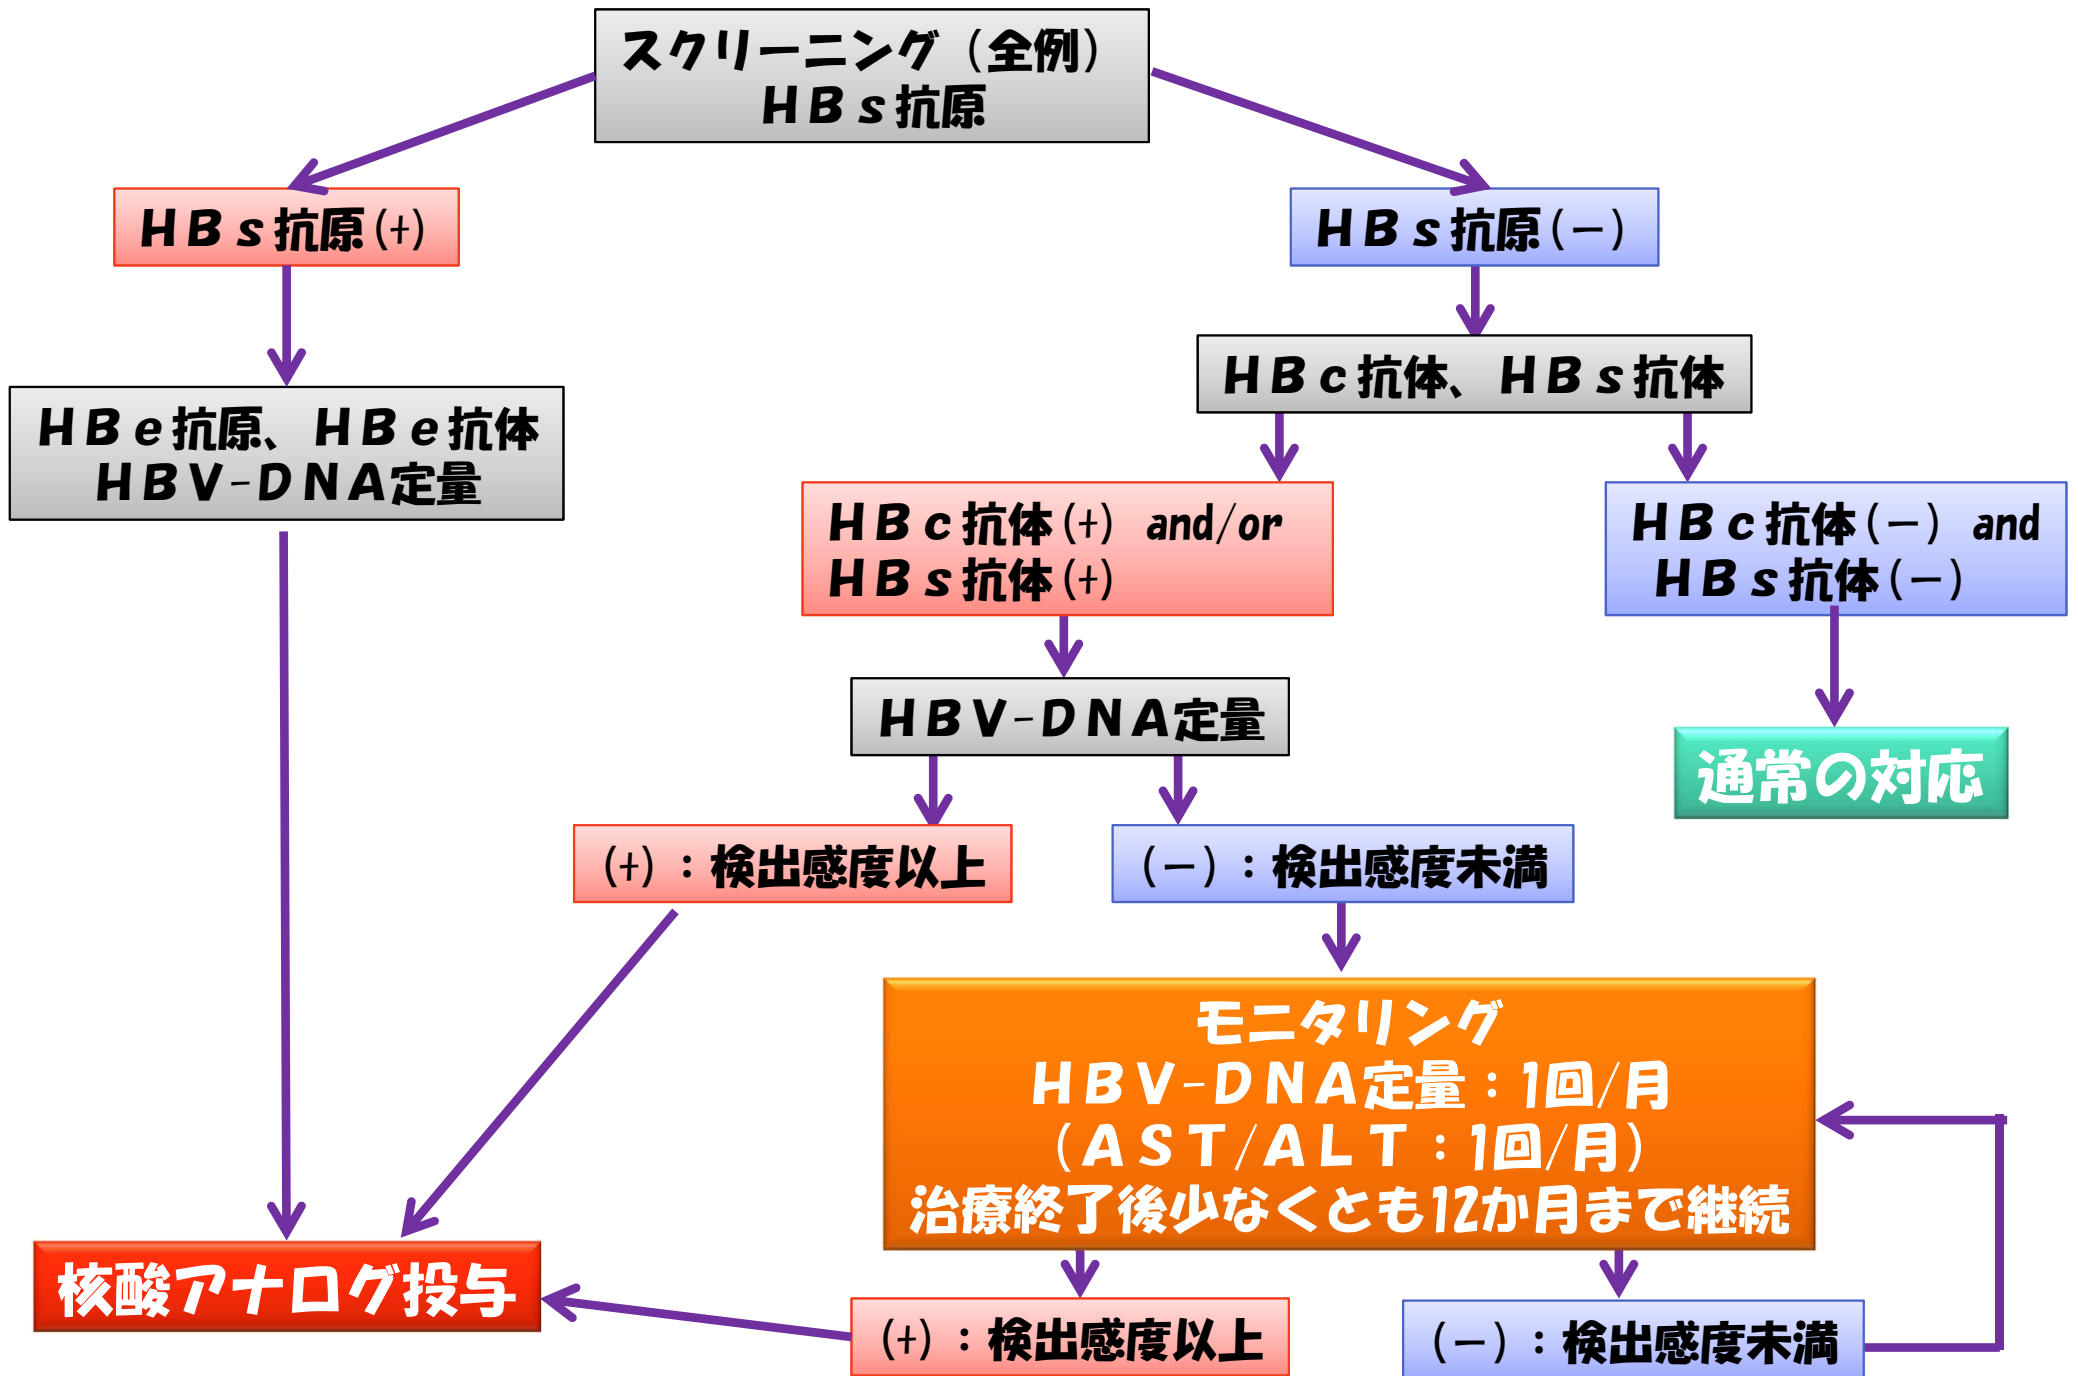 スクリーニング（全例）
ＨＢｓ抗原
ＨＢｓ抗原(+)
ＨＢｓ抗原(－)
ＨＢｃ抗体、ＨＢｓ抗体
ＨＢｅ抗原、ＨＢｅ抗体
ＨＢＶ-ＤＮＡ定量
ＨＢｃ抗体(+) and/or
ＨＢｓ抗体(+)
ＨＢｃ抗体(－) and
ＨＢｓ抗体(－)
ＨＢＶ-ＤＮＡ定量
通常の対応
(+)：検出感度以上
(－)：検出感度未満
モニタリング
ＨＢＶ-ＤＮＡ定量：1回/月
（ＡＳＴ/ＡＬＴ：1回/月）
治療終了後少なくとも12か月まで継続
核酸アナログ投与
(+)：検出感度以上
(－)：検出感度未満